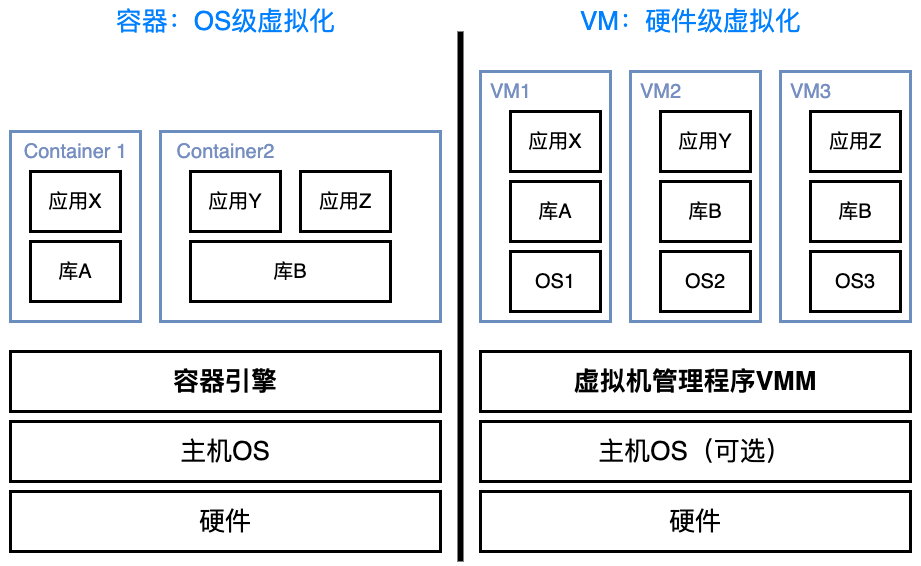 容器：OS级虚拟化
Container 1
应用X
库A
Container2
应用Y
应用Z
库B
容器引擎
主机OS
硬件
VM：硬件级虚拟化
VM1
应用X
库A
OS1
VM2
应用Y
库B
OS2
VM3
应用Z
库B
OS3
虚拟机管理程序VMM
主机OS（可选）
硬件